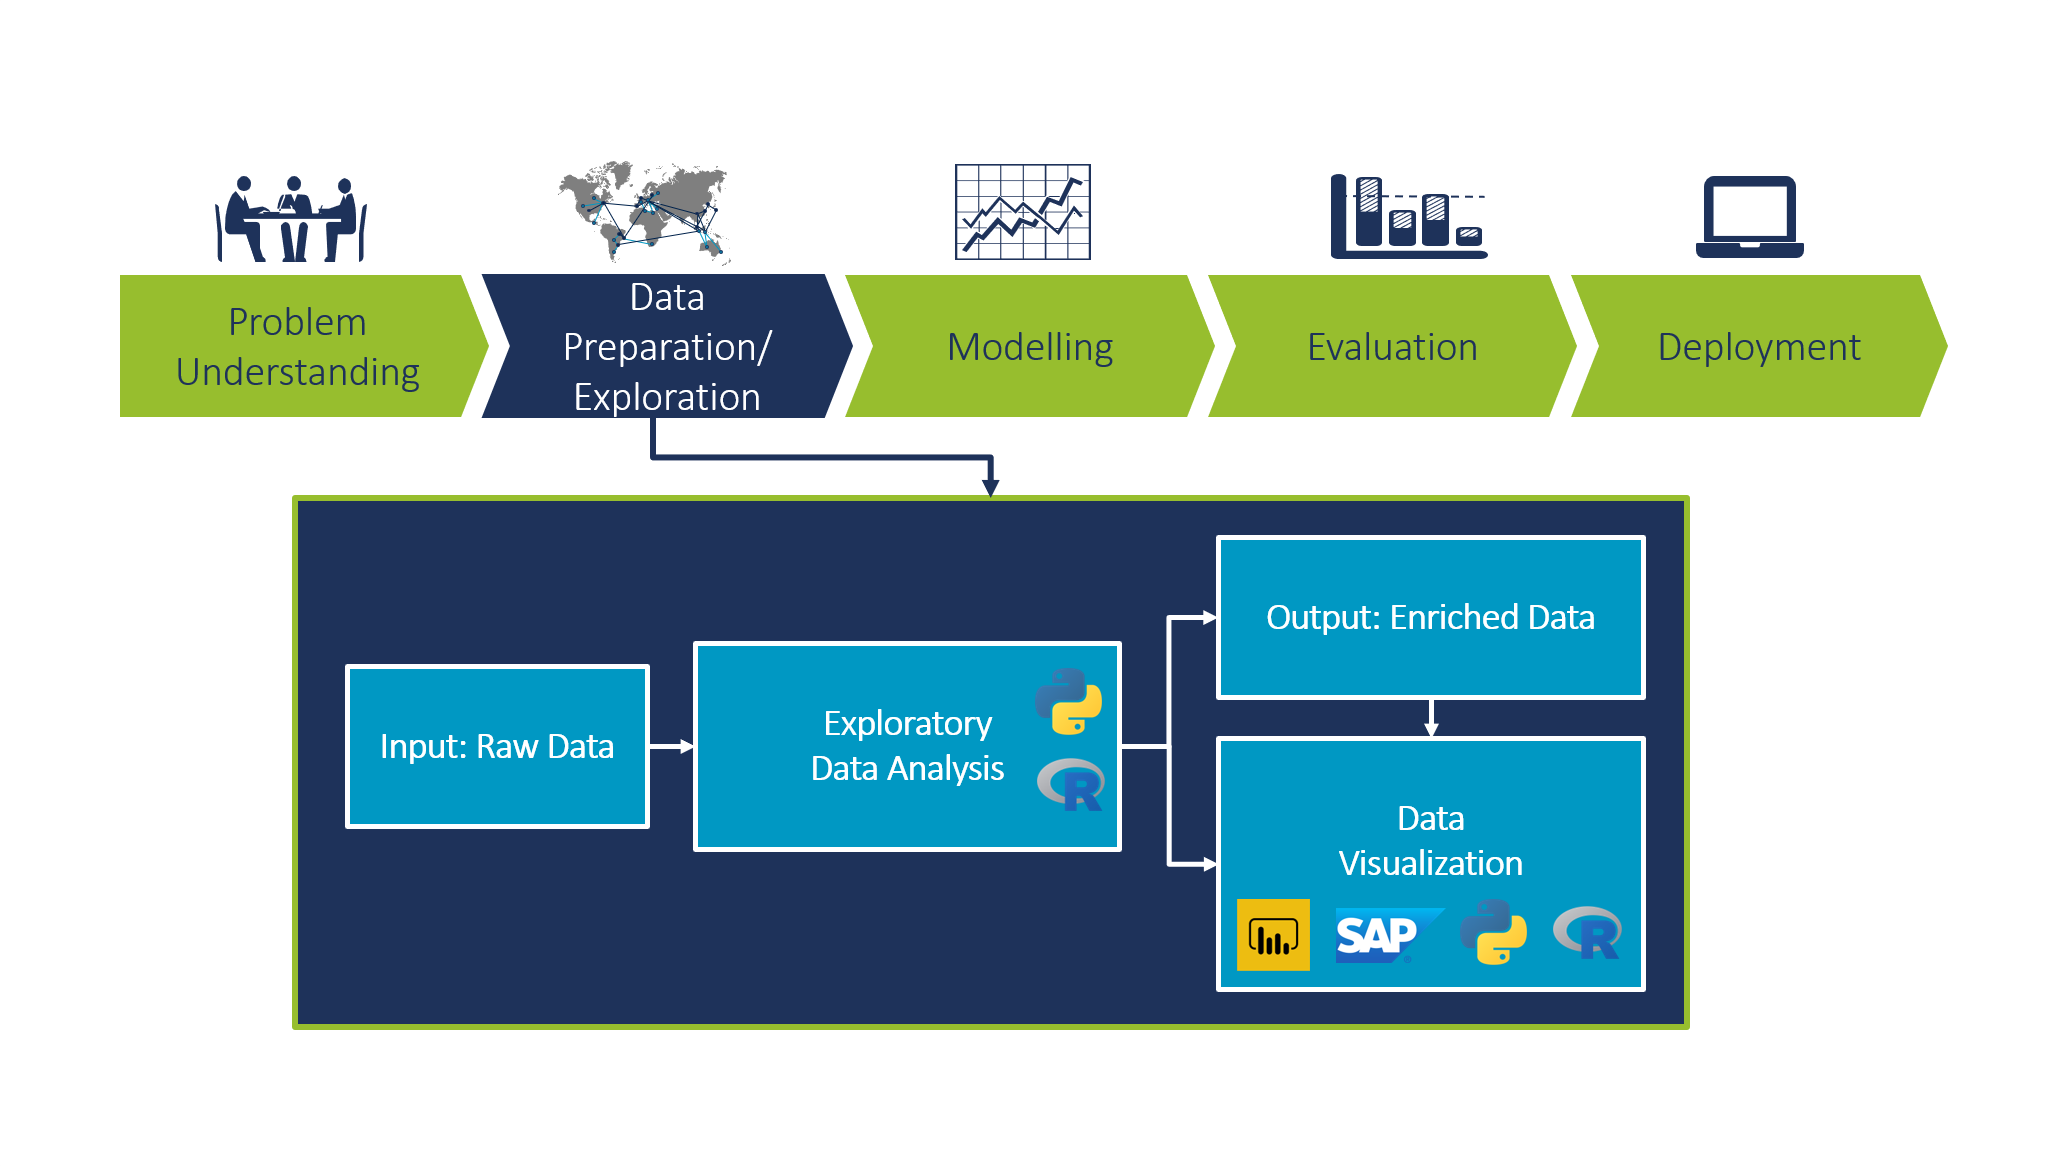 Problem
Understanding
Data
Preparation/
Exploration
Modelling
Evaluation
Deployment
Input: Raw Data
Exploratory
Data Analysis
R
Output: Enriched Data
Data
Visualization
SAP
R